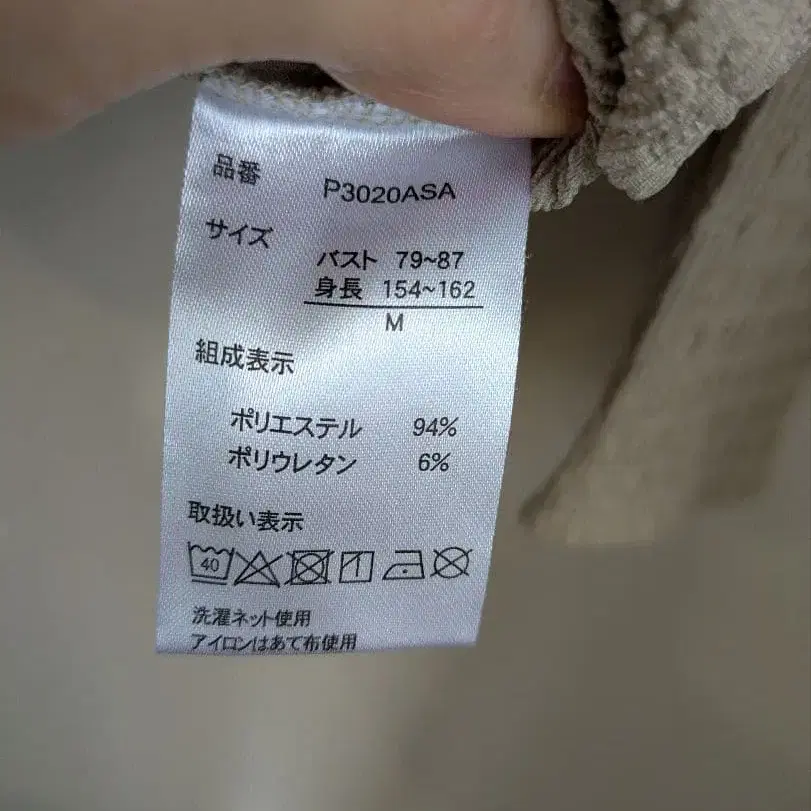 品番 P3020ASA
サイズ
バスト 79~87
身長 154~162
M
組成表示
ポリエステル 94%
ポリウレタン 6%
取扱い表示
40
洗濯ネット使用
アイロンはあて布使用